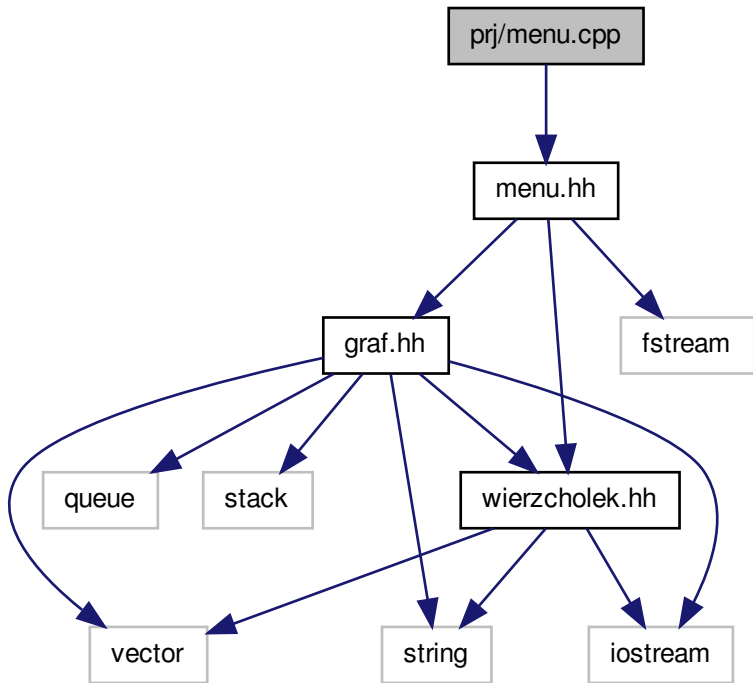 prj/menu.cpp
menu.hh
graf.hh
fstream
queue
stack
wierzcholek.hh
vector
string
iostream